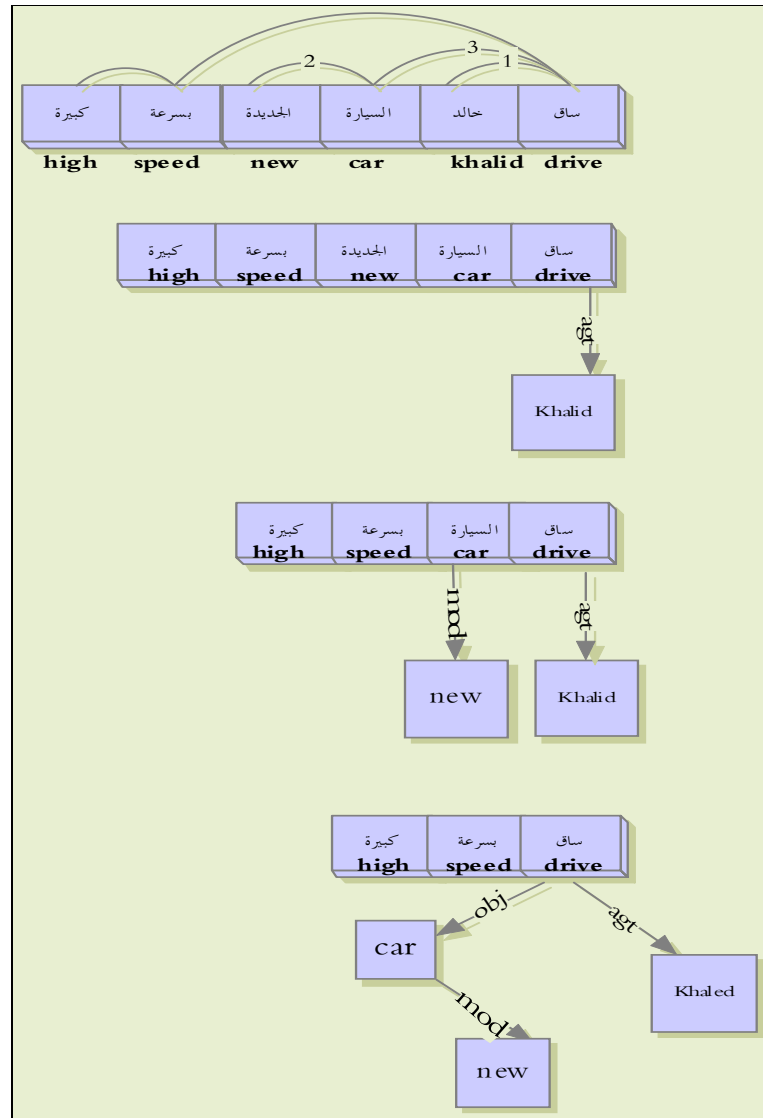 2 3 1
ساق خالد السيارة الجديدة بسرعة كبيرة
high speed new car khalid drive
ساق السيارة الجديدة بسرعة كبيرة
high speed new car drive
agt
Khalid
ساق السيارة بسرعة كبيرة
high speed car drive
mod agt
new Khalid
ساق بسرعة كبيرة
high speed drive
obj agt
car
Khaled
mod
new